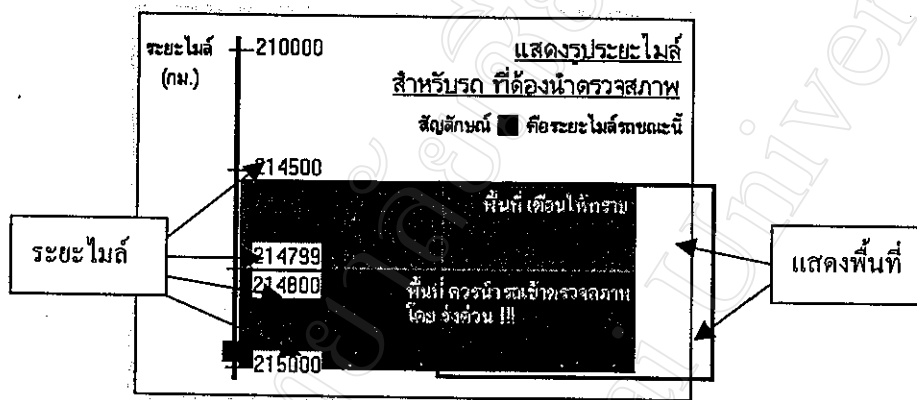 ระยะไมล์
(กม.)
210000
แสดงรูประยะไมล์
สำหรับรถ ที่ต้องนำตรวจสภาพ
สัญลักษณ์ คือระยะไมล์รถขณะนี้
214500
พื้นที่ เตือนให้ทราบ
ระยะไมล์
214799
แสดงพื้นที่
214800
พื้นที่ ควรนำรถเข้าตรวจสภาพ
โดย เร่งด่วน !!!
215000